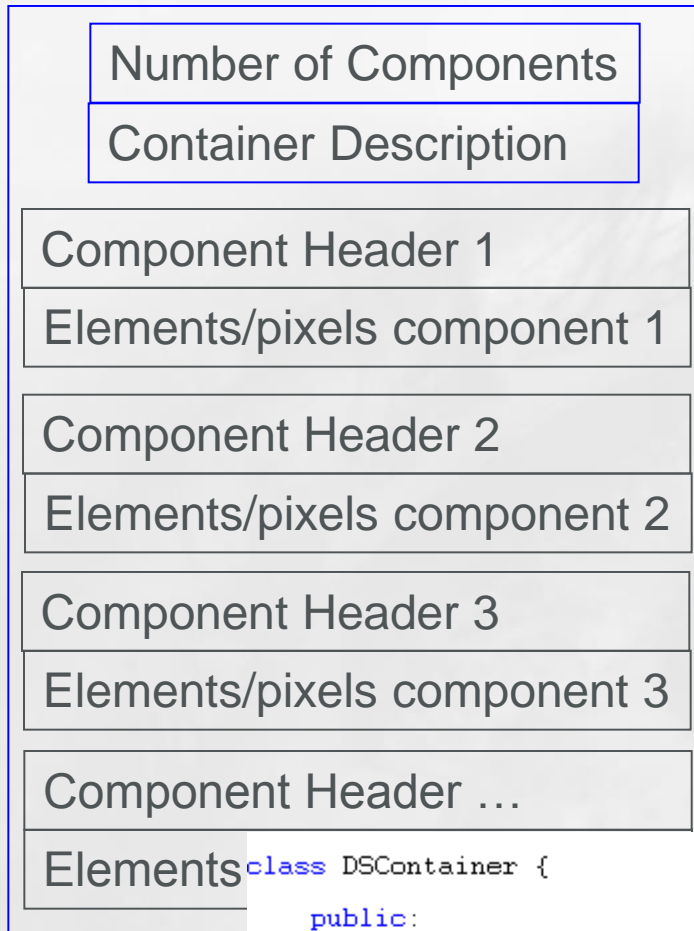 Number of Components
Container Description
Component Header 1
Elements/pixels component 1
Component Header 2
Elements/pixels component 2
Component Header 3
Elements/pixels component 3
Component Header …
Elements
class DSContainer {
public: